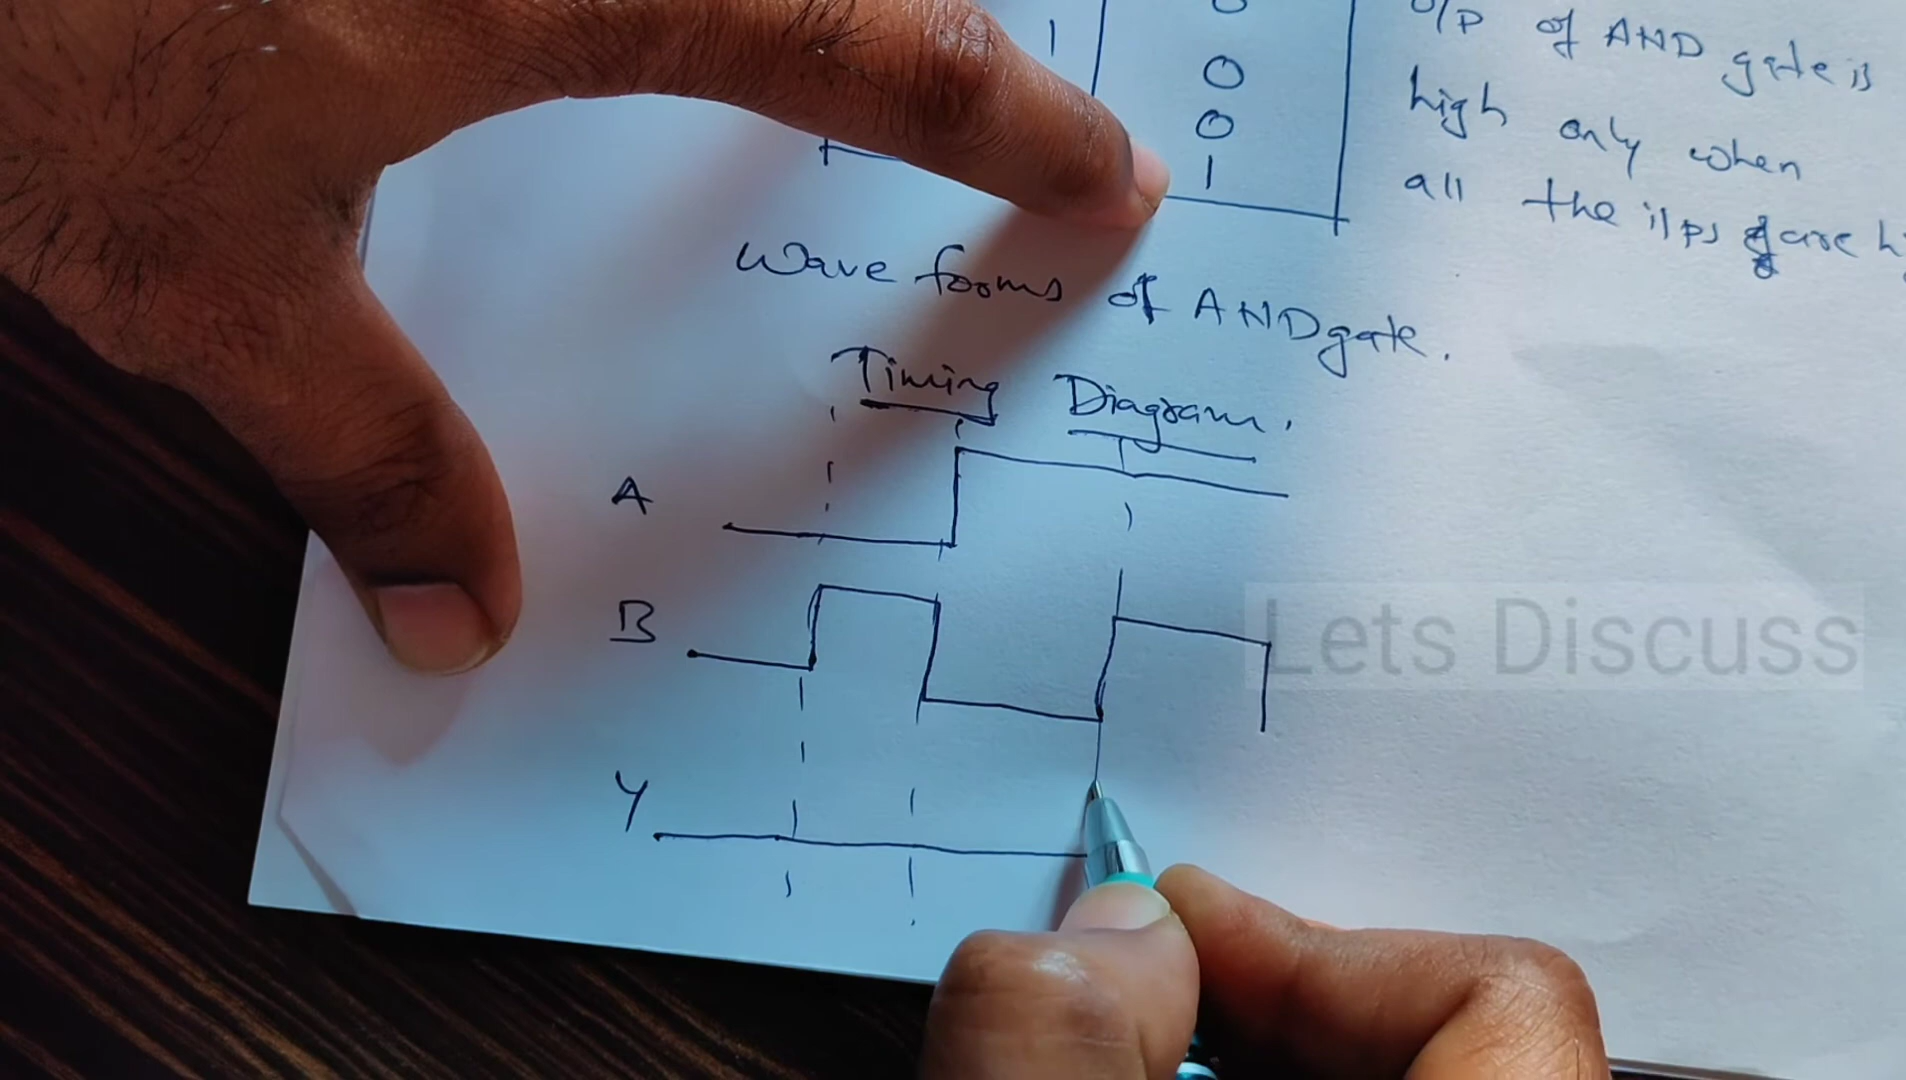 1 0
0
0
1
O/P of AND gate is
high only when
all the i/ps are
Wave forms of AND gate.
Timing Diagram.
A
B
Y
Lets Discuss